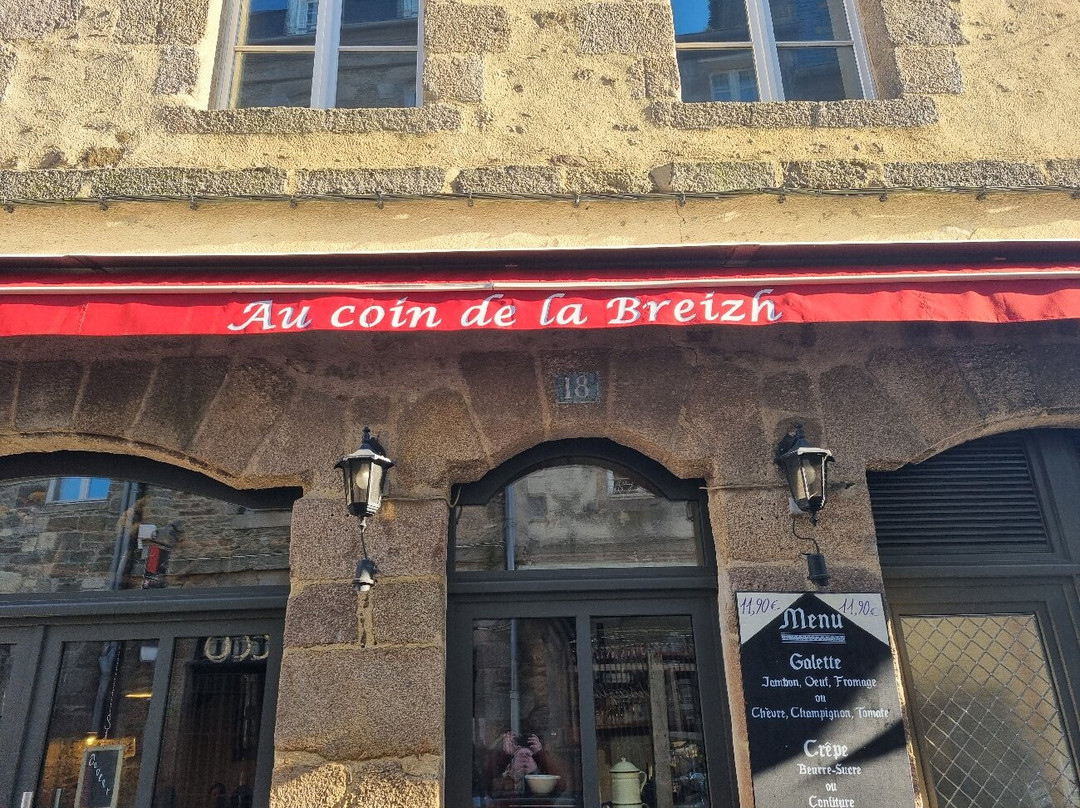 Au coin de la Breizh
18
11,90€ 11,90€
Menu
Galette
Jambon, Oeuf, Fromage
ou
Chèvre, Champignon, Tomate
Crêpe
Beurre-Sucre
ou
Confiture